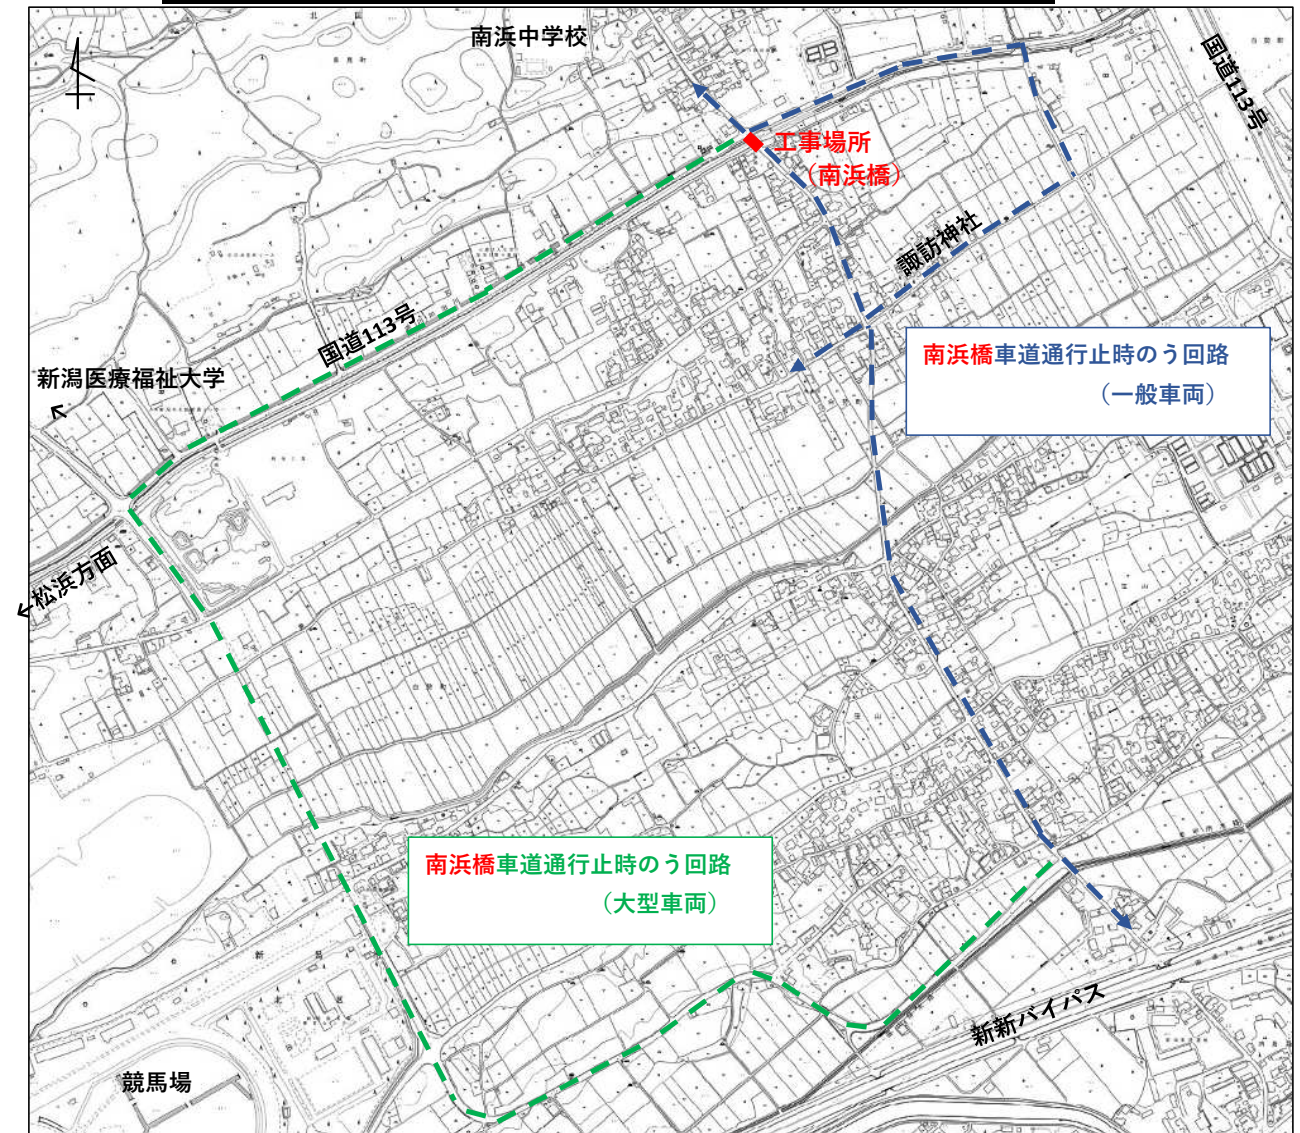 南浜中学校
国道113号
工事場所
（南浜橋）
諏訪神社
国道113号
南浜橋車道通行止時のう回路
（一般車両）
新潟医療福祉大学
←松浜方面
南浜橋車道通行止時のう回路
（大型車両）
新新バイパス
競馬場